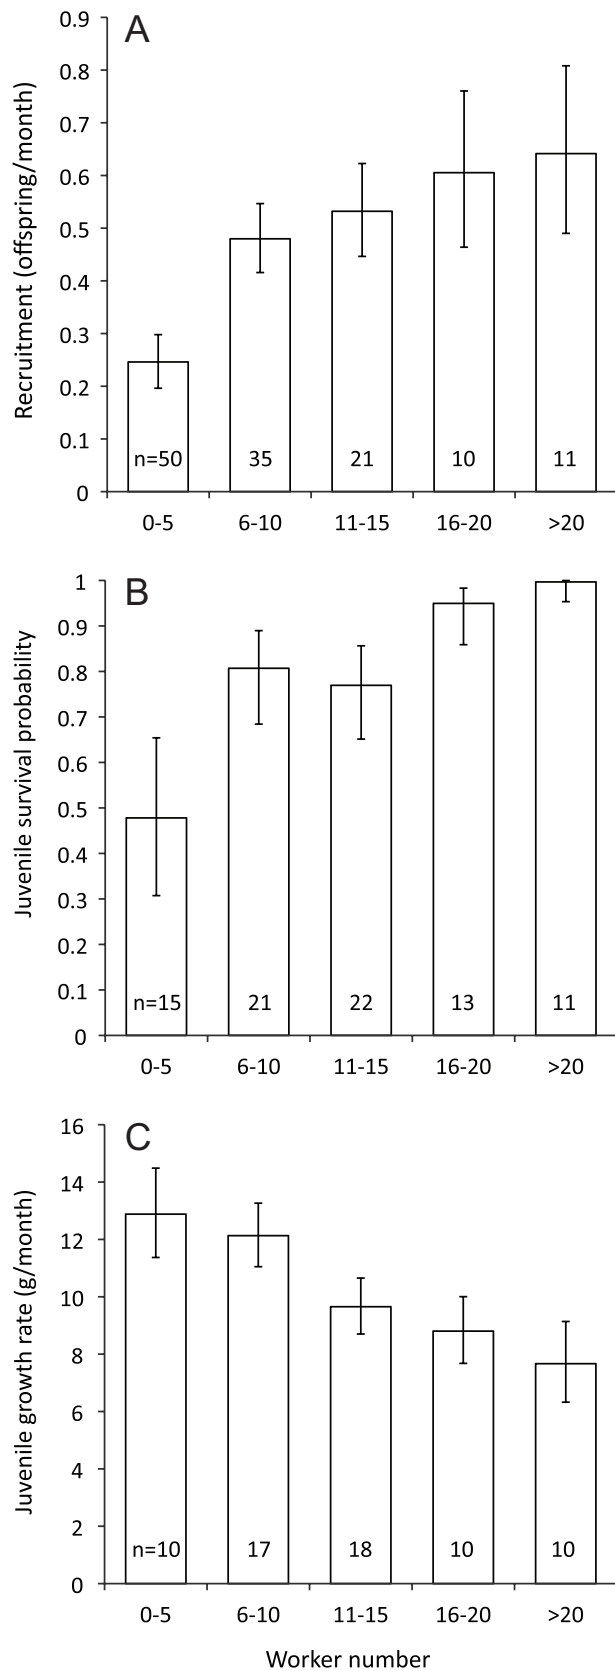 A
Recruitment (offspring/month)
0.9
0.8
0.7
0.6
0.5
0.4
0.3
0.2
0.1
0
n=50 35 21 10 11
0-5 6-10 11-15 16-20 >20
B
Juvenile survival probability
1
0.9
0.8
0.7
0.6
0.5
0.4
0.3
0.2
0.1
0
n=15 21 22 13 11
0-5 6-10 11-15 16-20 >20
C
Juvenile growth rate (g/month)
16
14
12
10
8
6
4
2
0
n=10 17 18 10 10
0-5 6-10 11-15 16-20 >20
Worker number